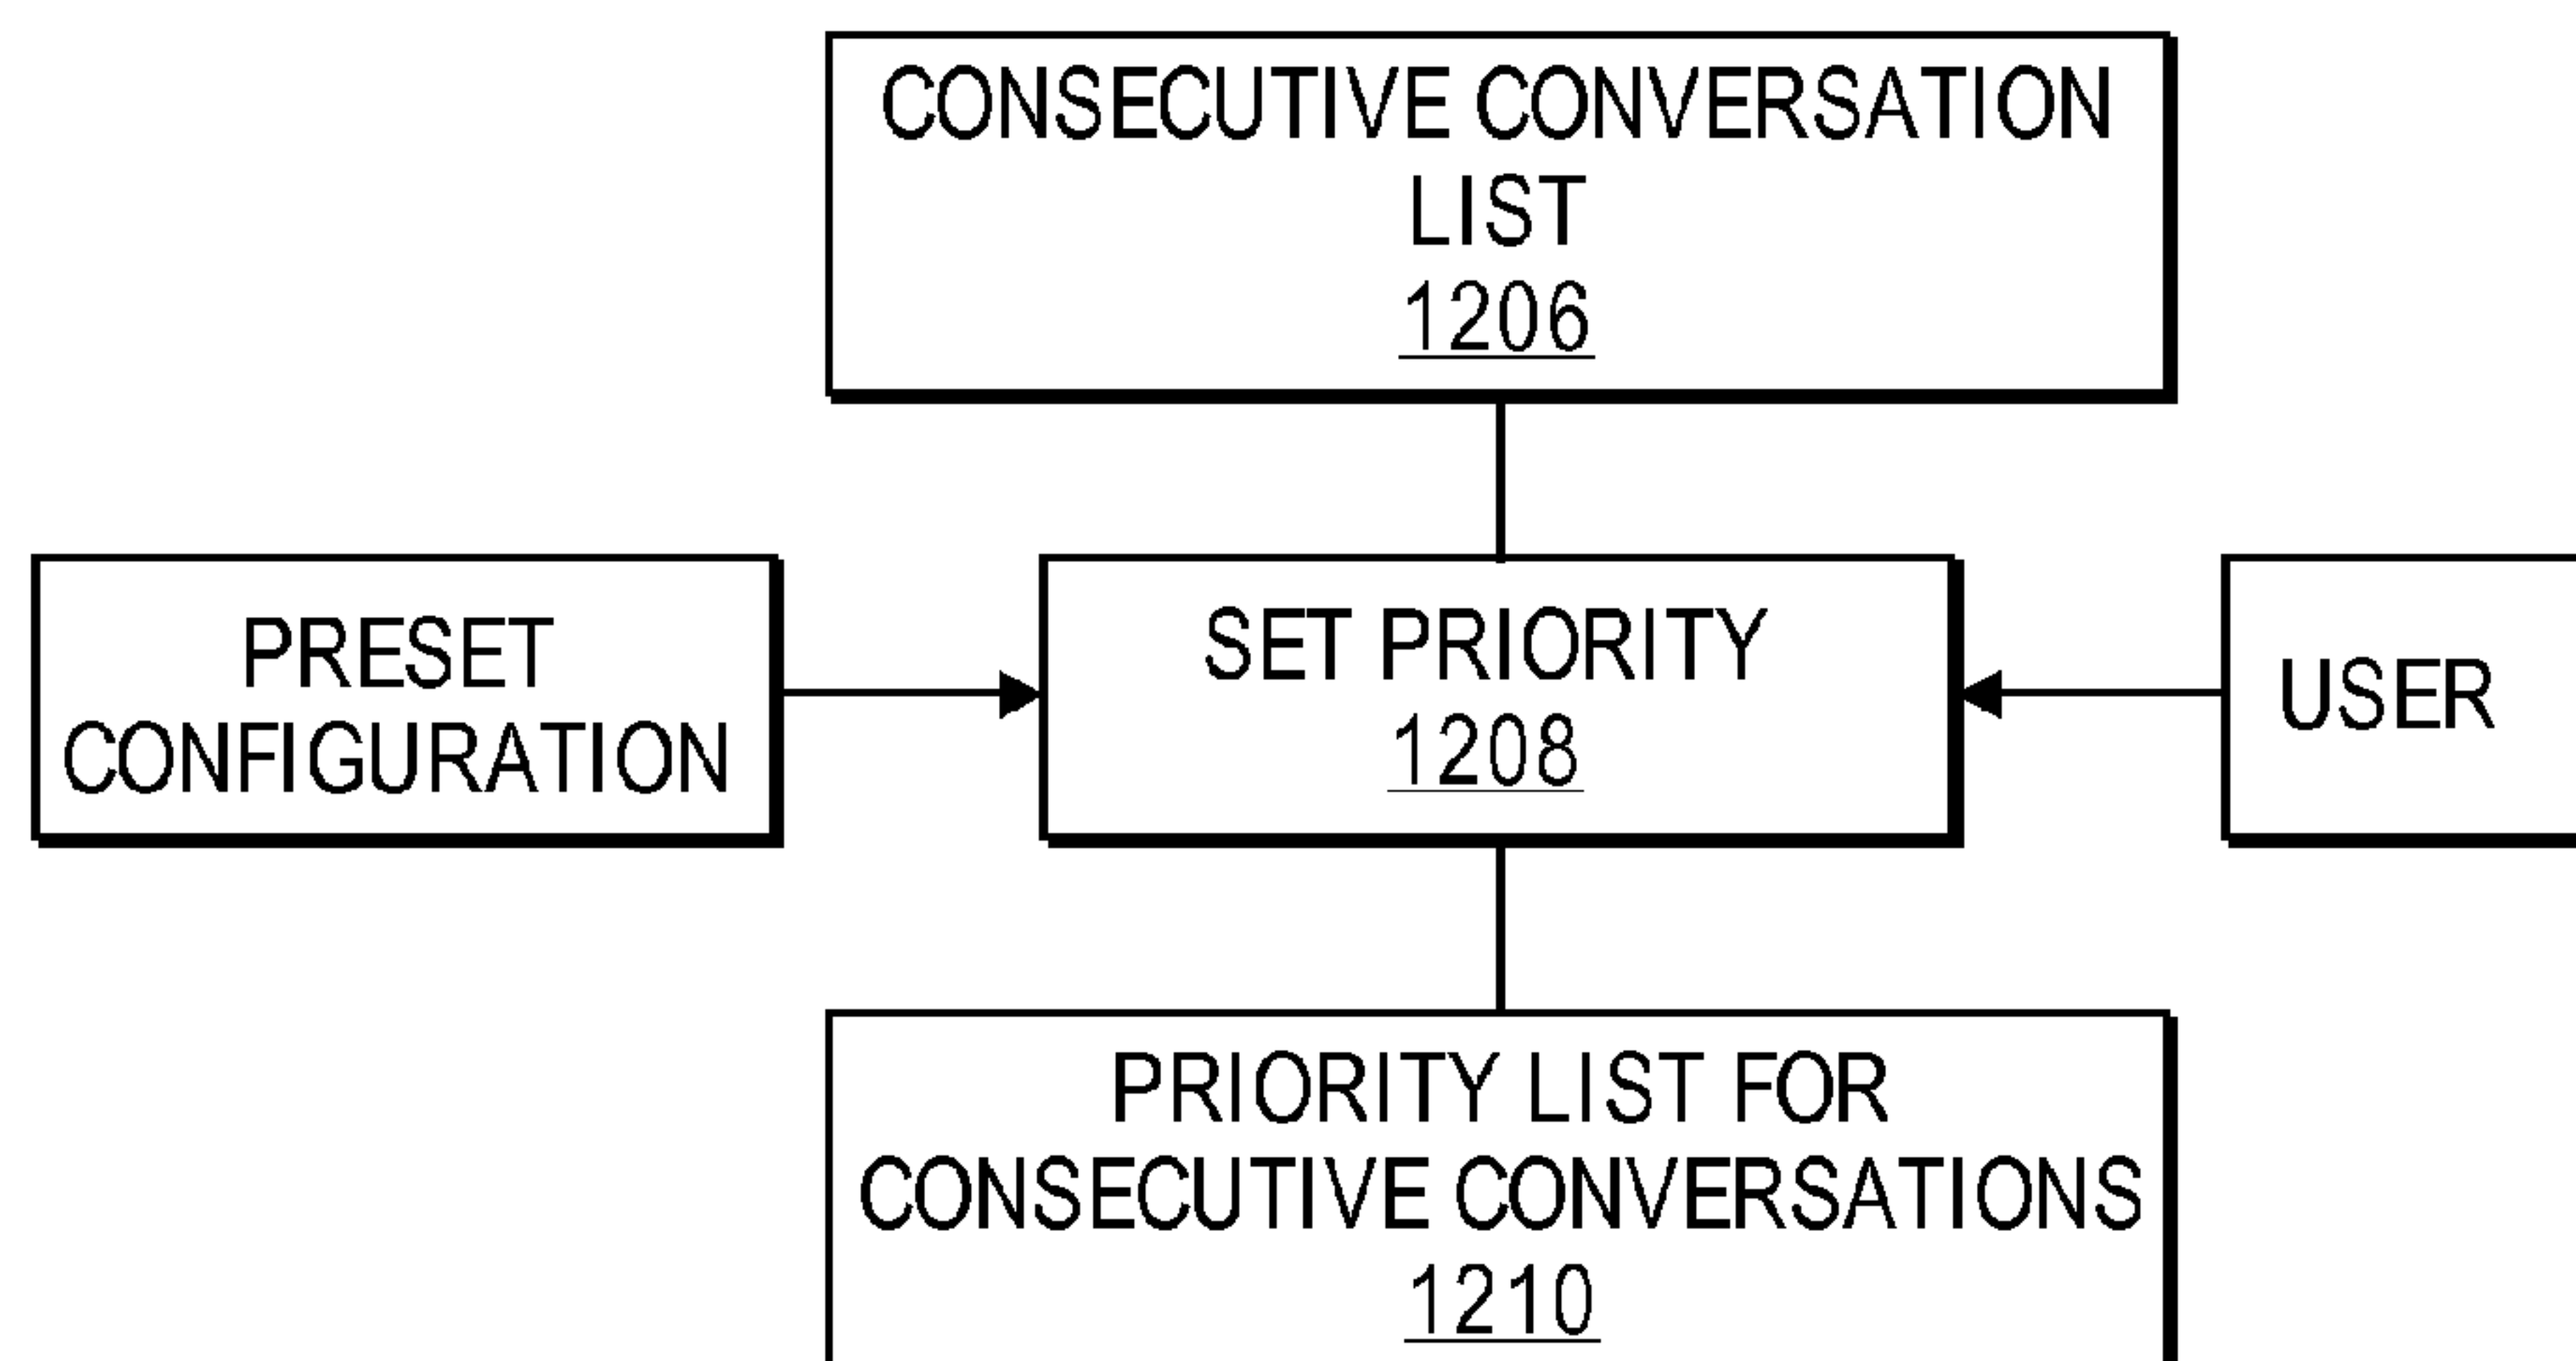 CONSECUTIVE CONVERSATION
LIST
1206
PRESET
CONFIGURATION
SET PRIORITY
1208
USER
PRIORITY LIST FOR
CONSECUTIVE CONVERSATIONS
1210